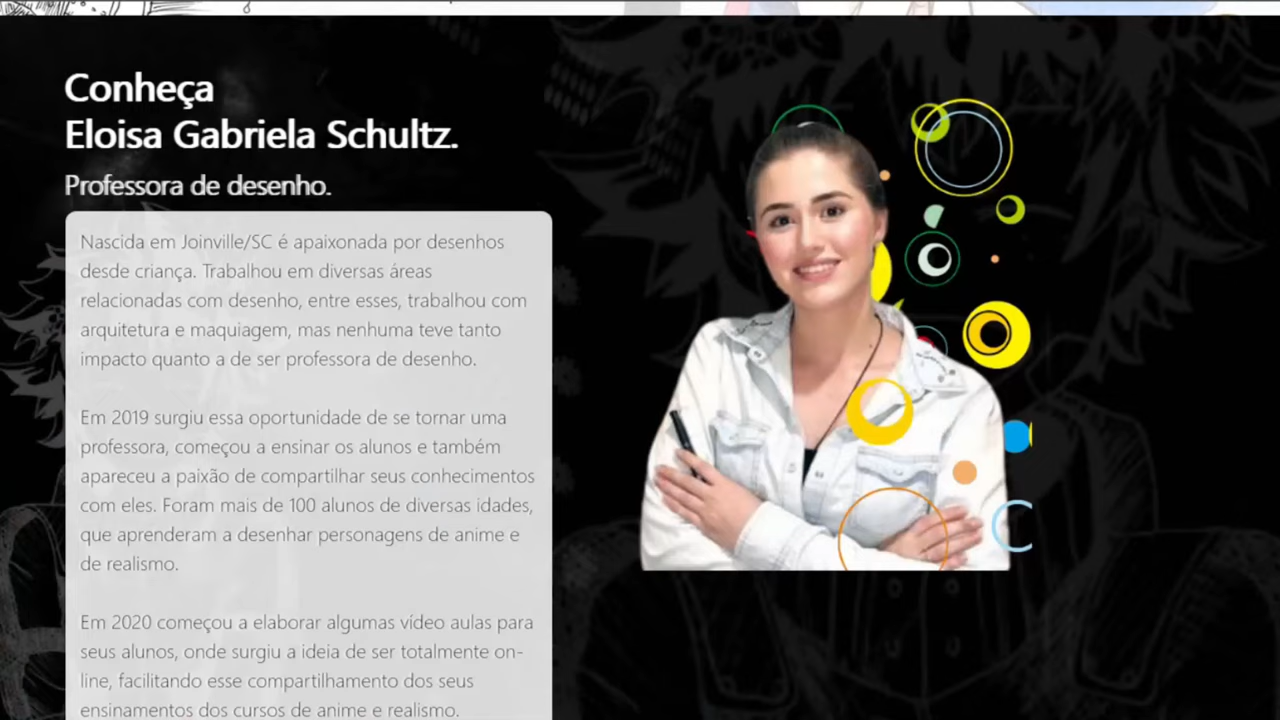 Conheça
Eloisa Gabriela Schultz.
Professora de desenho.
Nascida em Joinville/SC é apaixonada por desenhos
desde criança. Trabalhou em diversas áreas
relacionadas com desenho, entre esses, trabalhou com
arquitetura e maquiagem, mas nenhuma teve tanto
impacto quanto a de ser professora de desenho.
Em 2019 surgiu essa oportunidade de se tornar uma
professora, começou a ensinar os alunos e também
apareceu a paixão de compartilhar seus conhecimentos
com eles. Foram mais de 100 alunos de diversas idades,
que aprenderam a desenhar personagens de anime e
de realismo.
Em 2020 começou a elaborar algumas vídeo aulas para
seus alunos, onde surgiu a ideia de ser totalmente on-
line, facilitando esse compartilhamento dos seus
ensinamentos dos cursos de anime e realismo.